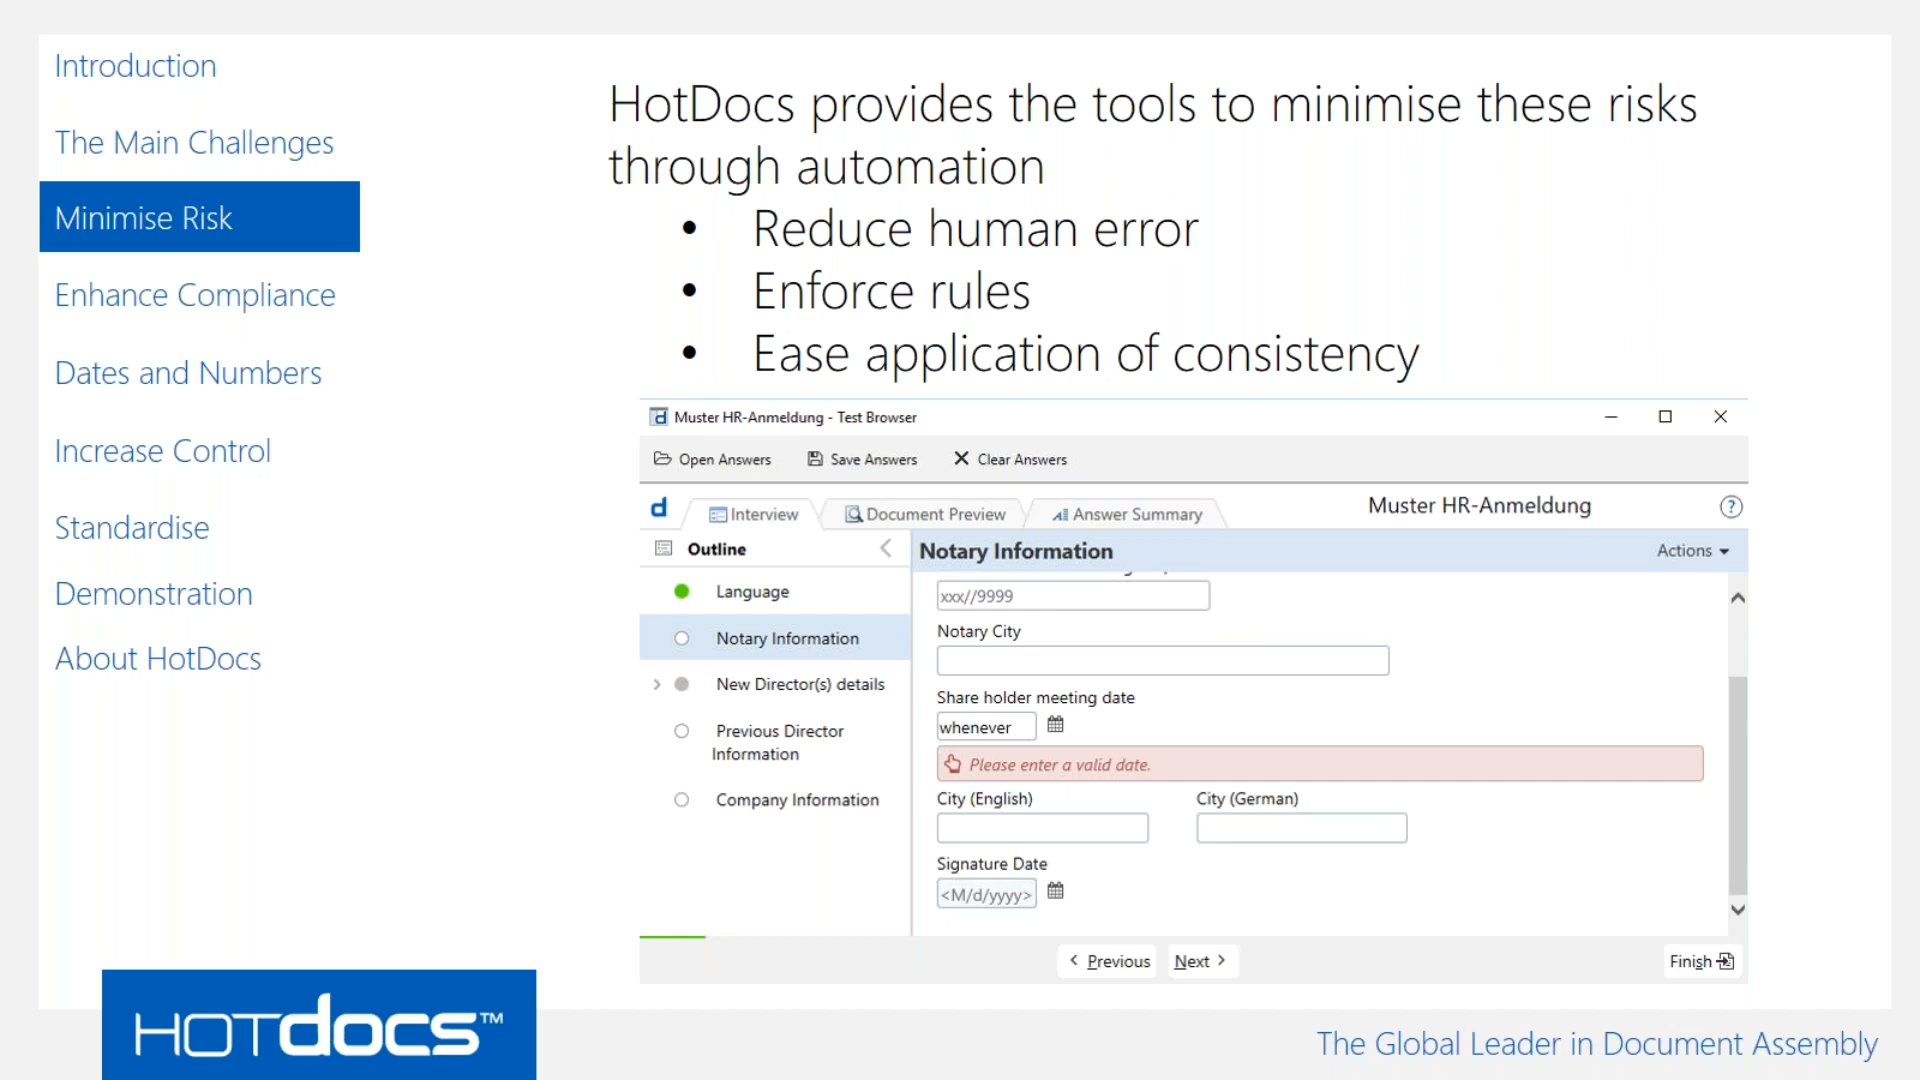 Introduction
The Main Challenges
Minimise Risk
Enhance Compliance
Dates and Numbers
Increase Control
Standardise
Demonstration
About HotDocs
HotDocs provides the tools to minimise these risks
through automation
• Reduce human error
• Enforce rules
• Ease application of consistency
Muster HR-Anmeldung - Test Browser
Open Answers Save Answers Clear Answers
d Interview Document Preview Answer Summary Muster HR-Anmeldung ?
Outline
Language
Notary Information
New Director(s) details
Previous Director
Information
Company Information
Notary Information Actions
xxx//9999
Notary City
Share holder meeting date
whenever
Please enter a valid date.
City (English) City (German)
Signature Date
<M/d/yyyy>
Previous Next Finish
HOTdocs™
The Global Leader in Document Assembly